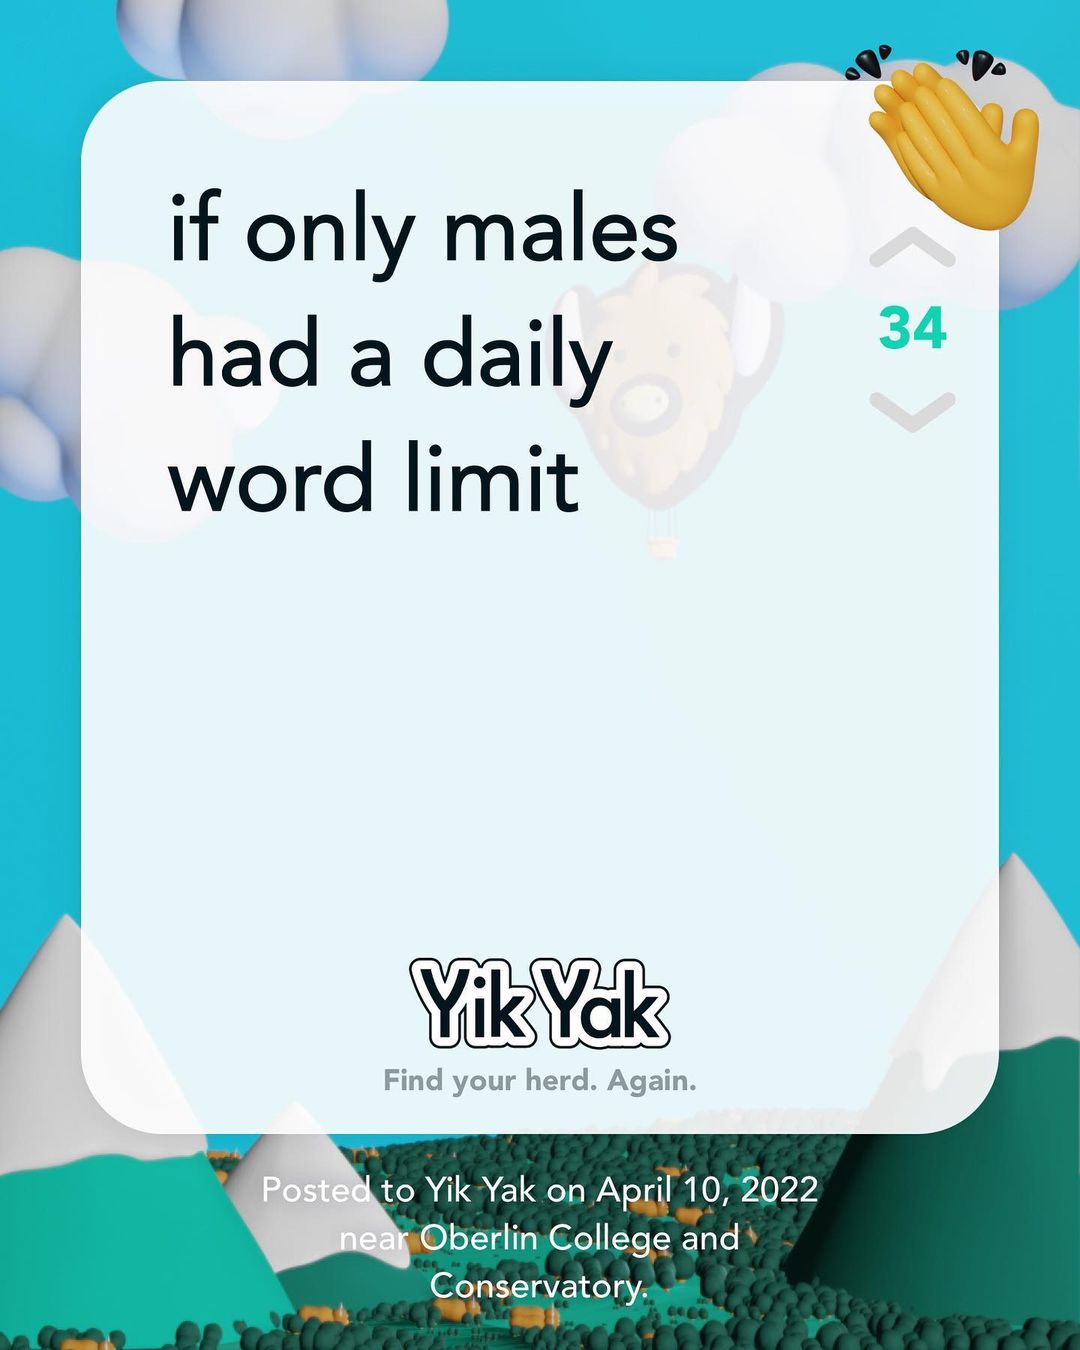 if only males
had a daily
word limit
34
Yik Yak
Find your herd. Again.
Posted to Yik Yak on April 10, 2022
near Oberlin College and
Conservatory.